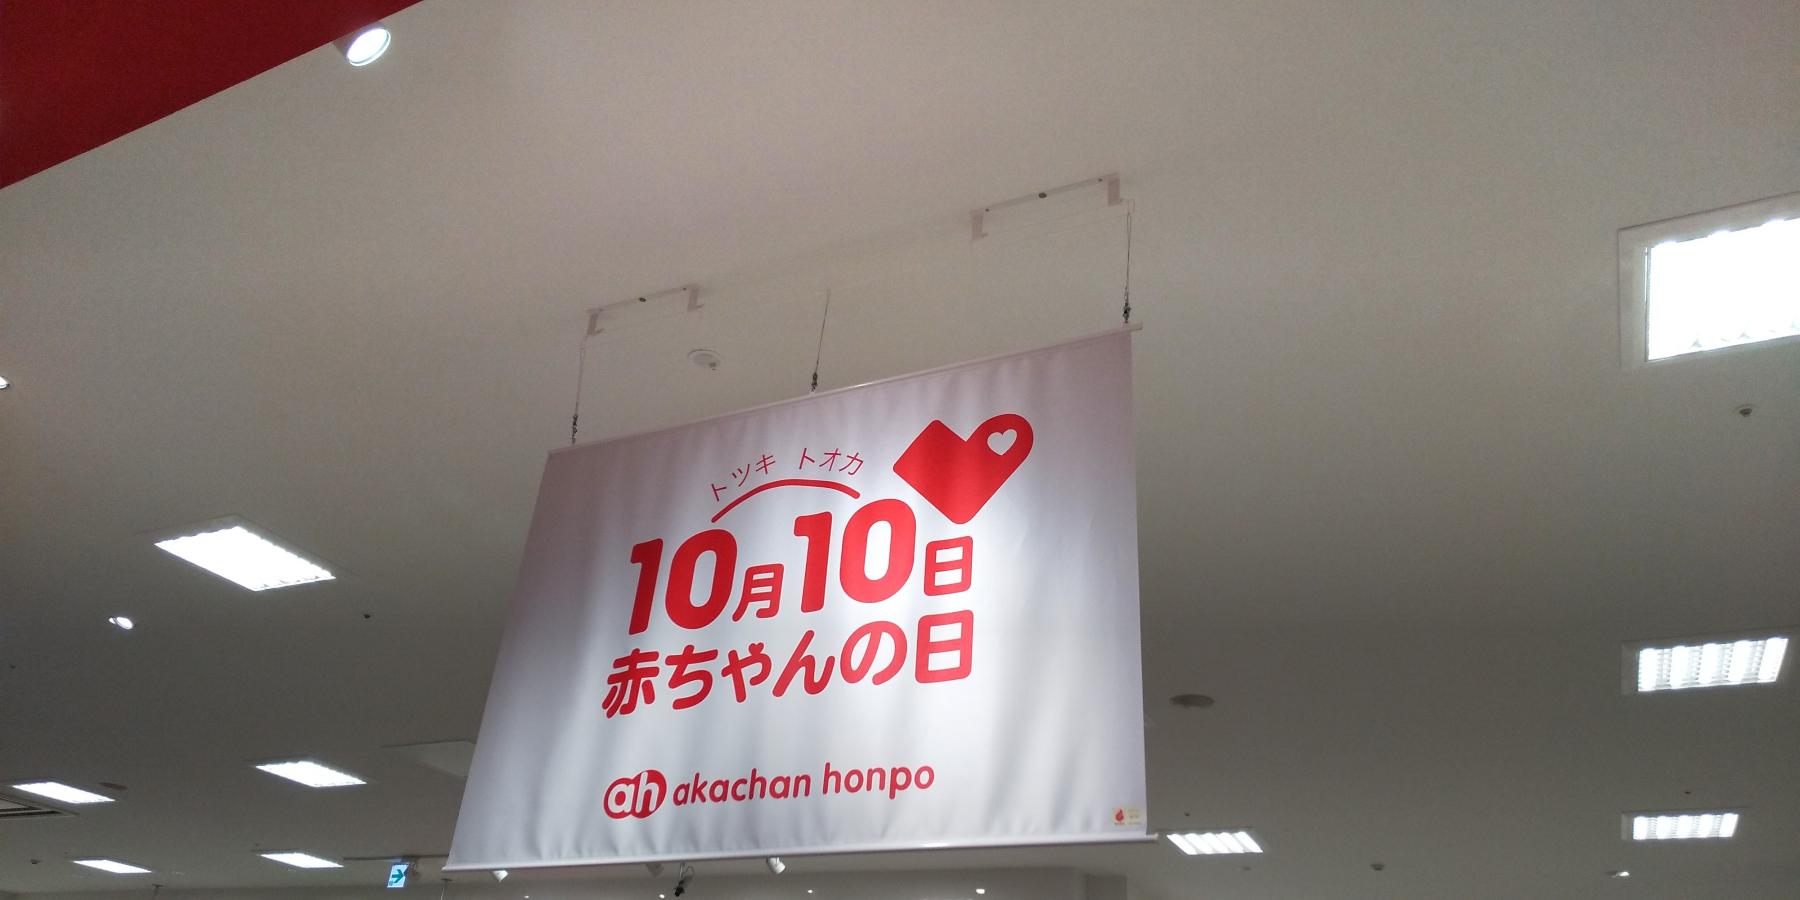 トツキ トオカ
10月10日
赤ちゃんの日
ah akachan honpo